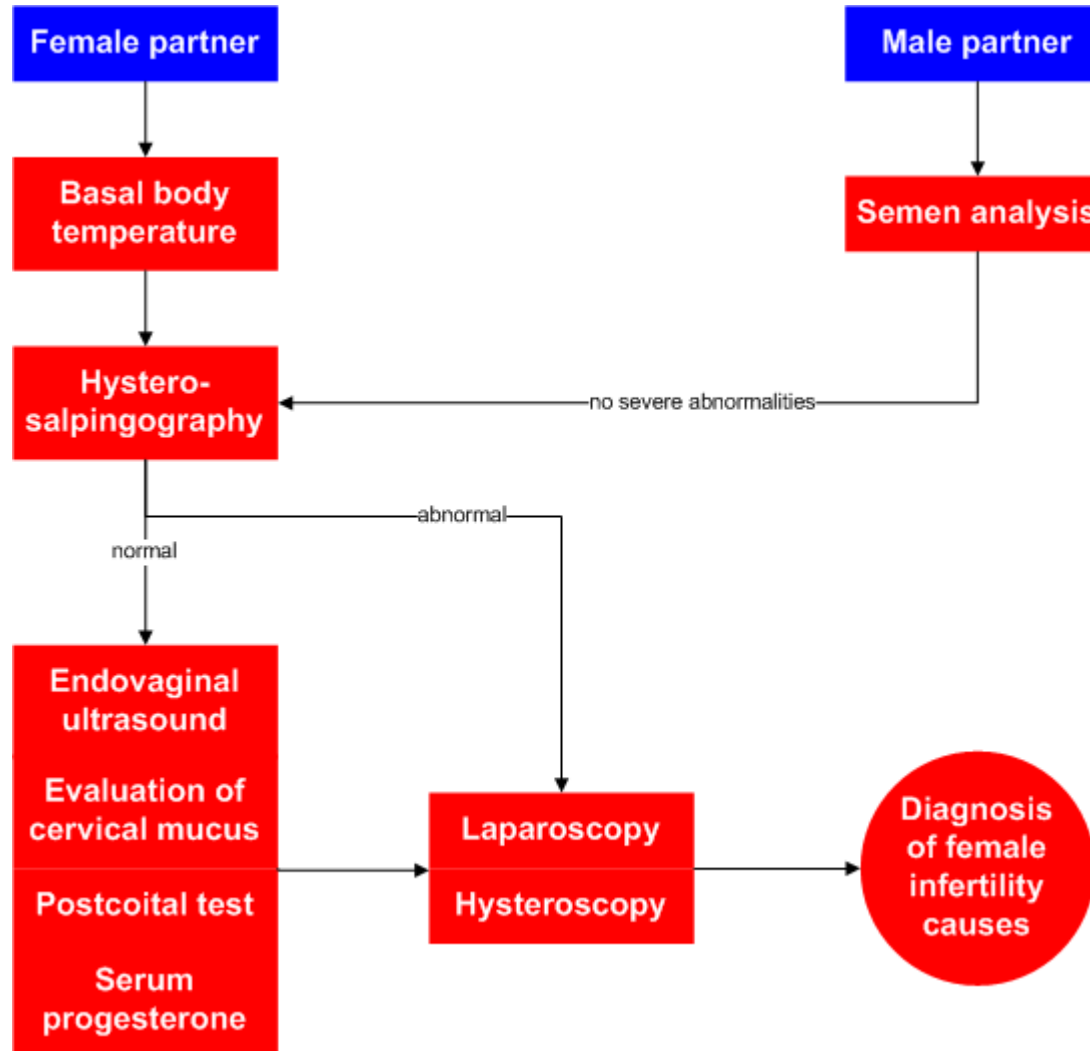 Female partner
Male partner
Basal body
temperature
Semen analysis
Hystero-
salpingography
no severe abnormalities
abnormal
normal
Endovaginal
ultrasound
Evaluation of
cervical mucus
Postcoital test
Serum
progesterone
Laparoscopy
Hysteroscopy
Diagnosis
of female
infertility
causes